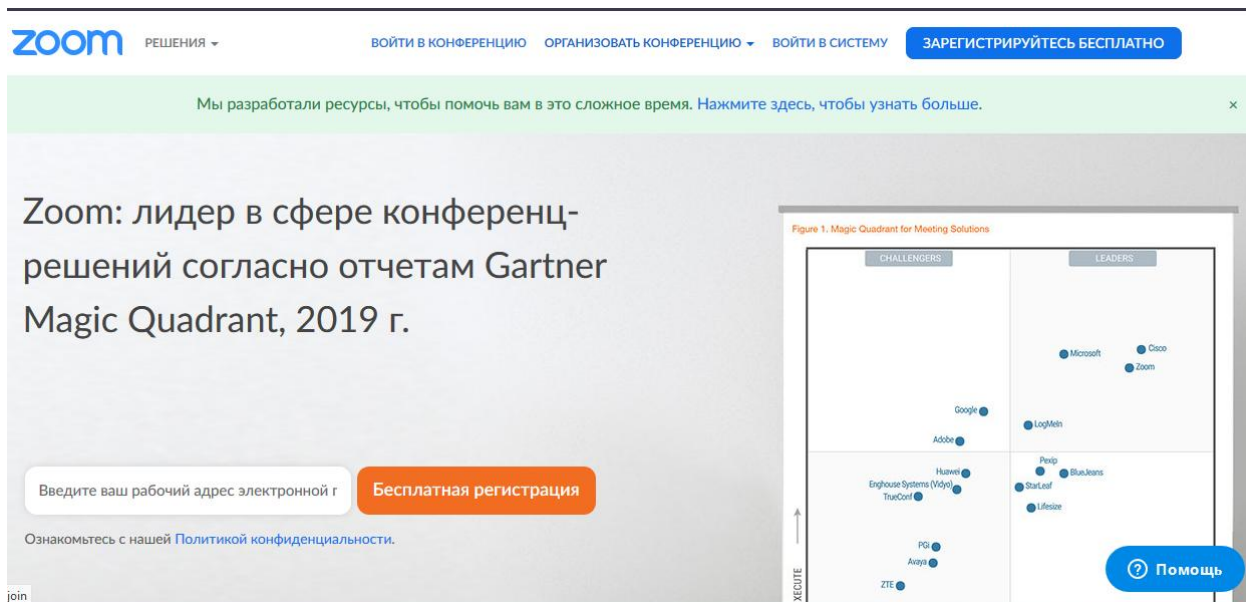 zoom
РЕШЕНИЯ
ВОЙТИ В КОНФЕРЕНЦИЮ
ОРГАНИЗОВАТЬ КОНФЕРЕНЦИЮ
ВОЙТИ В СИСТЕМУ
ЗАРЕГИСТРИРУЙТЕСЬ БЕСПЛАТНО
Мы разработали ресурсы, чтобы помочь вам в это сложное время. Нажмите здесь, чтобы узнать больше.
×
Zoom: лидер в сфере конференц-
решений согласно отчетам Gartner
Magic Quadrant, 2019 г.
Введите ваш рабочий адрес электронной г
Бесплатная регистрация
Ознакомьтесь с нашей Политикой конфиденциальности.
Figure 1. Magic Quadrant for Meeting Solutions
CHALLENGERS
LEADERS
Microsoft
Cisco
Zoom
Google
LogMeIn
Adobe
Pexip
Huawei
BlueJeans
Enghouse Systems (Vidyo)
StarLeaf
TrueConf
Lifesize
PGi
Avaya
ZTE
EXECUTE
Помощь
join